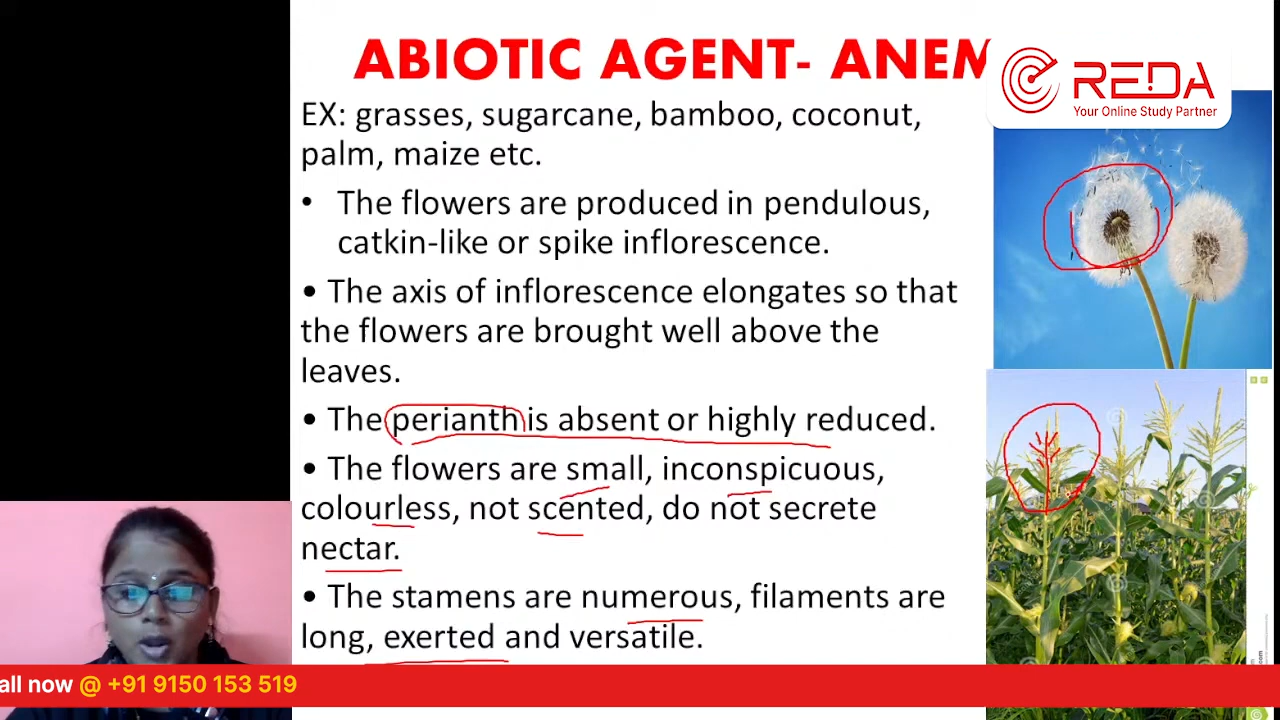 ABIOTIC AGENT- ANEM
REDA
Your Online Study Partner
EX: grasses, sugarcane, bamboo, coconut,
palm, maize etc.
• The flowers are produced in pendulous,
catkin-like or spike inflorescence.
• The axis of inflorescence elongates so that
the flowers are brought well above the
leaves.
• The perianth is absent or highly reduced.
• The flowers are small, inconspicuous,
colourless, not scented, do not secrete
nectar.
• The stamens are numerous, filaments are
long, exerted and versatile.
all now @ +91 9150 153 519